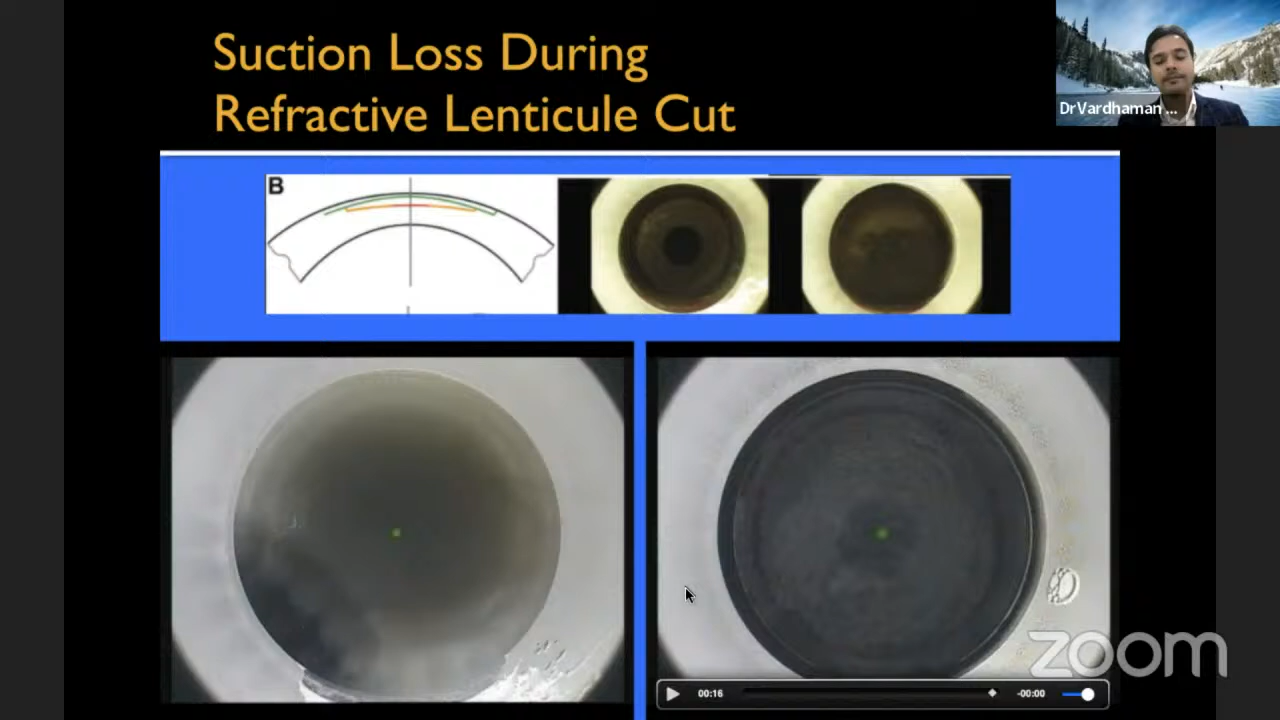 Suction Loss During
Refractive Lenticule Cut
DrVardhaman ...
B
00:16
-00:00
zoom